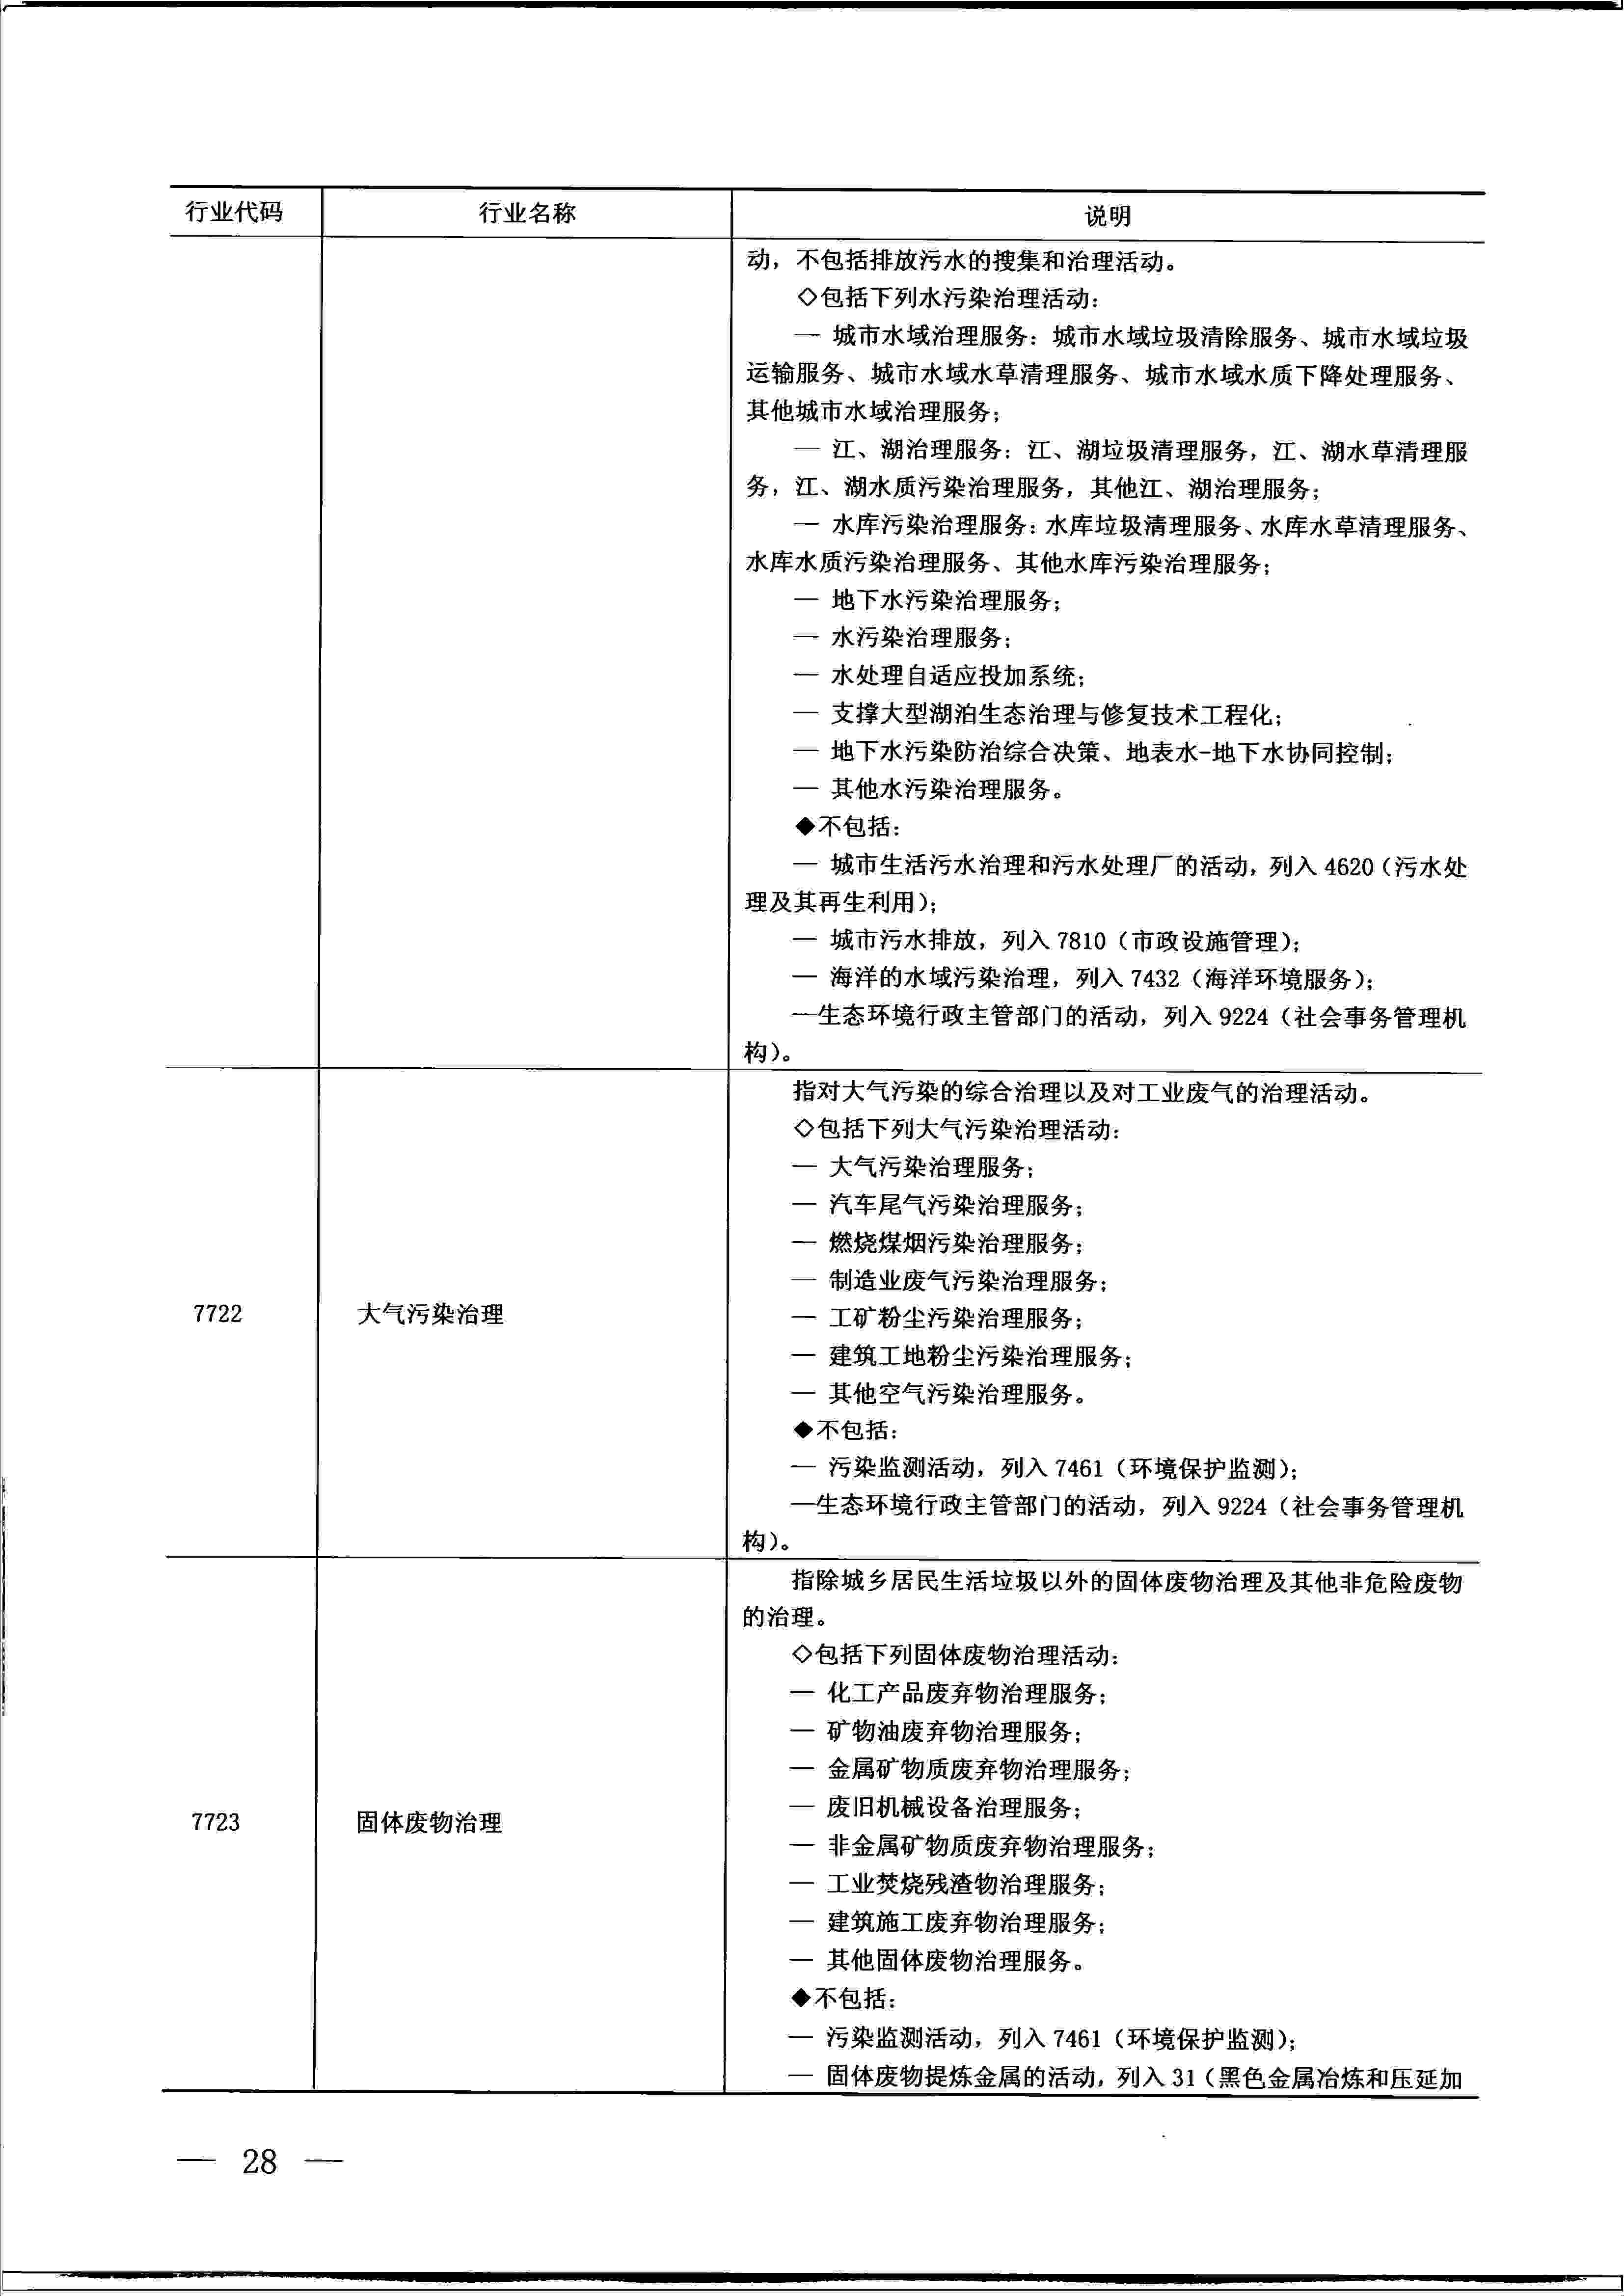 行业代码 行业名称 说明
动，不包括排放污水的搜集和治理活动。
◇包括下列水污染治理活动：
— 城市水域治理服务：城市水域垃圾清除服务、城市水域垃圾
运输服务、城市水域水草清理服务、城市水域水质下降处理服务、
其他城市水域治理服务；
— 江、湖治理服务：江、湖垃圾清理服务，江、湖水草清理服
务，江、湖水质污染治理服务，其他江、湖治理服务；
— 水库污染治理服务：水库垃圾清理服务、水库水草清理服务、
水库水质污染治理服务、其他水库污染治理服务；
— 地下水污染治理服务；
— 水污染治理服务；
— 水处理自适应投加系统；
— 支撑大型湖泊生态治理与修复技术工程化；
— 地下水污染防治综合决策、地表水-地下水协同控制；
— 其他水污染治理服务。
◆不包括：
— 城市生活污水治理和污水处理厂的活动，列入 4620（污水处
理及其再生利用）；
— 城市污水排放，列入 7810（市政设施管理）；
— 海洋的水域污染治理，列入 7432（海洋环境服务）；
—生态环境行政主管部门的活动，列入 9224（社会事务管理机
构）。
7722 大气污染治理
指对大气污染的综合治理以及对工业废气的治理活动。
◇包括下列大气污染治理活动：
— 大气污染治理服务；
— 汽车尾气污染治理服务；
— 燃烧煤烟污染治理服务；
— 制造业废气污染治理服务；
— 工矿粉尘污染治理服务；
— 建筑工地粉尘污染治理服务；
— 其他空气污染治理服务。
◆不包括：
— 污染监测活动，列入 7461（环境保护监测）；
—生态环境行政主管部门的活动，列入 9224（社会事务管理机
构）。
7723 固体废物治理
指除城乡居民生活垃圾以外的固体废物治理及其他非危险废物
的治理。
◇包括下列固体废物治理活动：
— 化工产品废弃物治理服务；
— 矿物油废弃物治理服务；
— 金属矿物质废弃物治理服务；
— 废旧机械设备治理服务；
— 非金属矿物质废弃物治理服务；
— 工业焚烧残渣物治理服务；
— 建筑施工废弃物治理服务；
— 其他固体废物治理服务。
◆不包括：
— 污染监测活动，列入 7461（环境保护监测）；
— 固体废物提炼金属的活动，列入 31（黑色金属冶炼和压延加
— 28 —